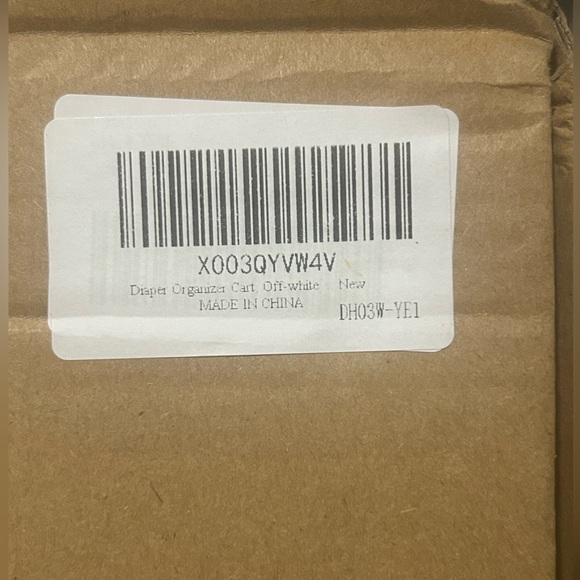 X003QYVW4V
Diaper Organizer Cart, Off-white New
MADE IN CHINA
DH03W-YE1